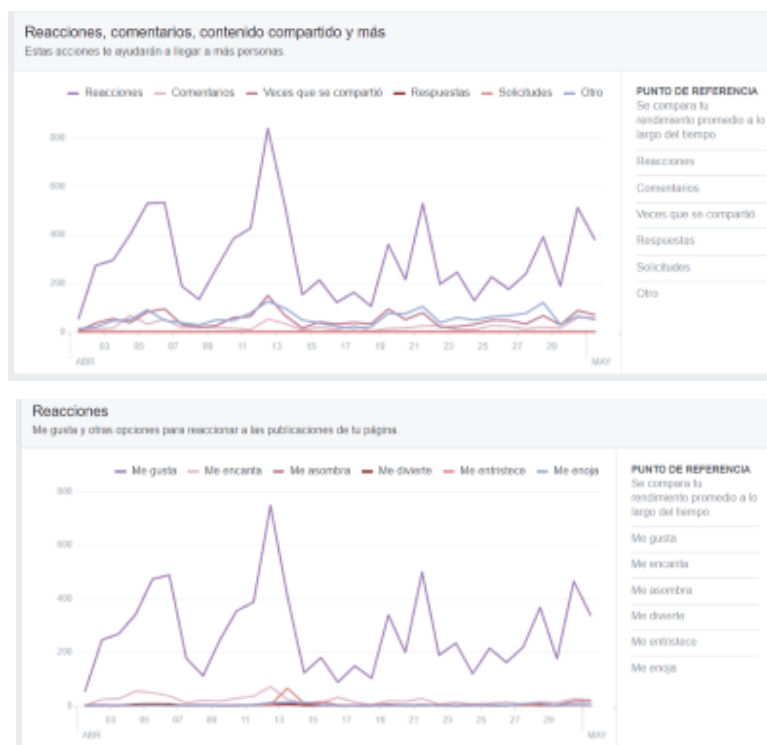 Reacciones, comentarios, contenido compartido y más
Estas acciones te ayudarán a llegar a más personas.
Reacciones Comentarios Veces que se compartió Respuestas Solicitudes Otro
PUNTO DE REFERENCIA
Se compara tu
rendimiento promedio a lo
largo del tiempo.
Reacciones
Comentarios
Veces que se compartió
Respuestas
Solicitudes
Otro
800
600
400
200
0
03 05 07 09 11 13 15 17 19 21 23 25 27 29
ABR MAY
Reacciones
Me gusta y otras opciones para reaccionar a las publicaciones de tu página.
Me gusta Me encanta Me asombra Me divierte Me entristece Me enoja
PUNTO DE REFERENCIA
Se compara tu
rendimiento promedio a lo
largo del tiempo.
Me gusta
Me encanta
Me asombra
Me divierte
Me entristece
Me enoja
800
600
400
200
0
03 05 07 09 11 13 15 17 19 21 23 25 27 29
ABR MAY